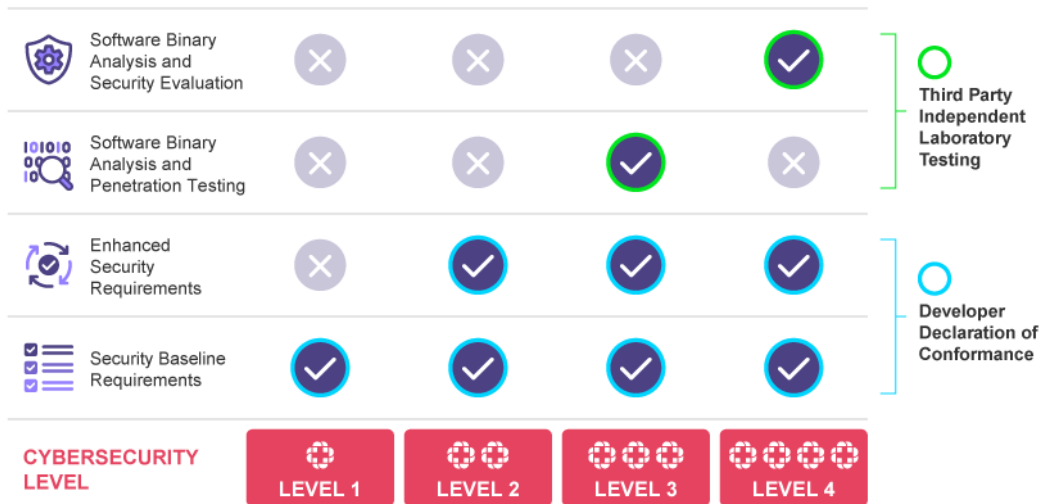 Software Binary
Analysis and
Security Evaluation
Third Party
Independent
Laboratory
Testing
101010
Software Binary
Analysis and
Penetration Testing
Enhanced
Security
Requirements
Developer
Declaration of
Conformance
Security Baseline
Requirements
CYBERSECURITY
LEVEL
LEVEL 1
LEVEL 2
LEVEL 3
LEVEL 4